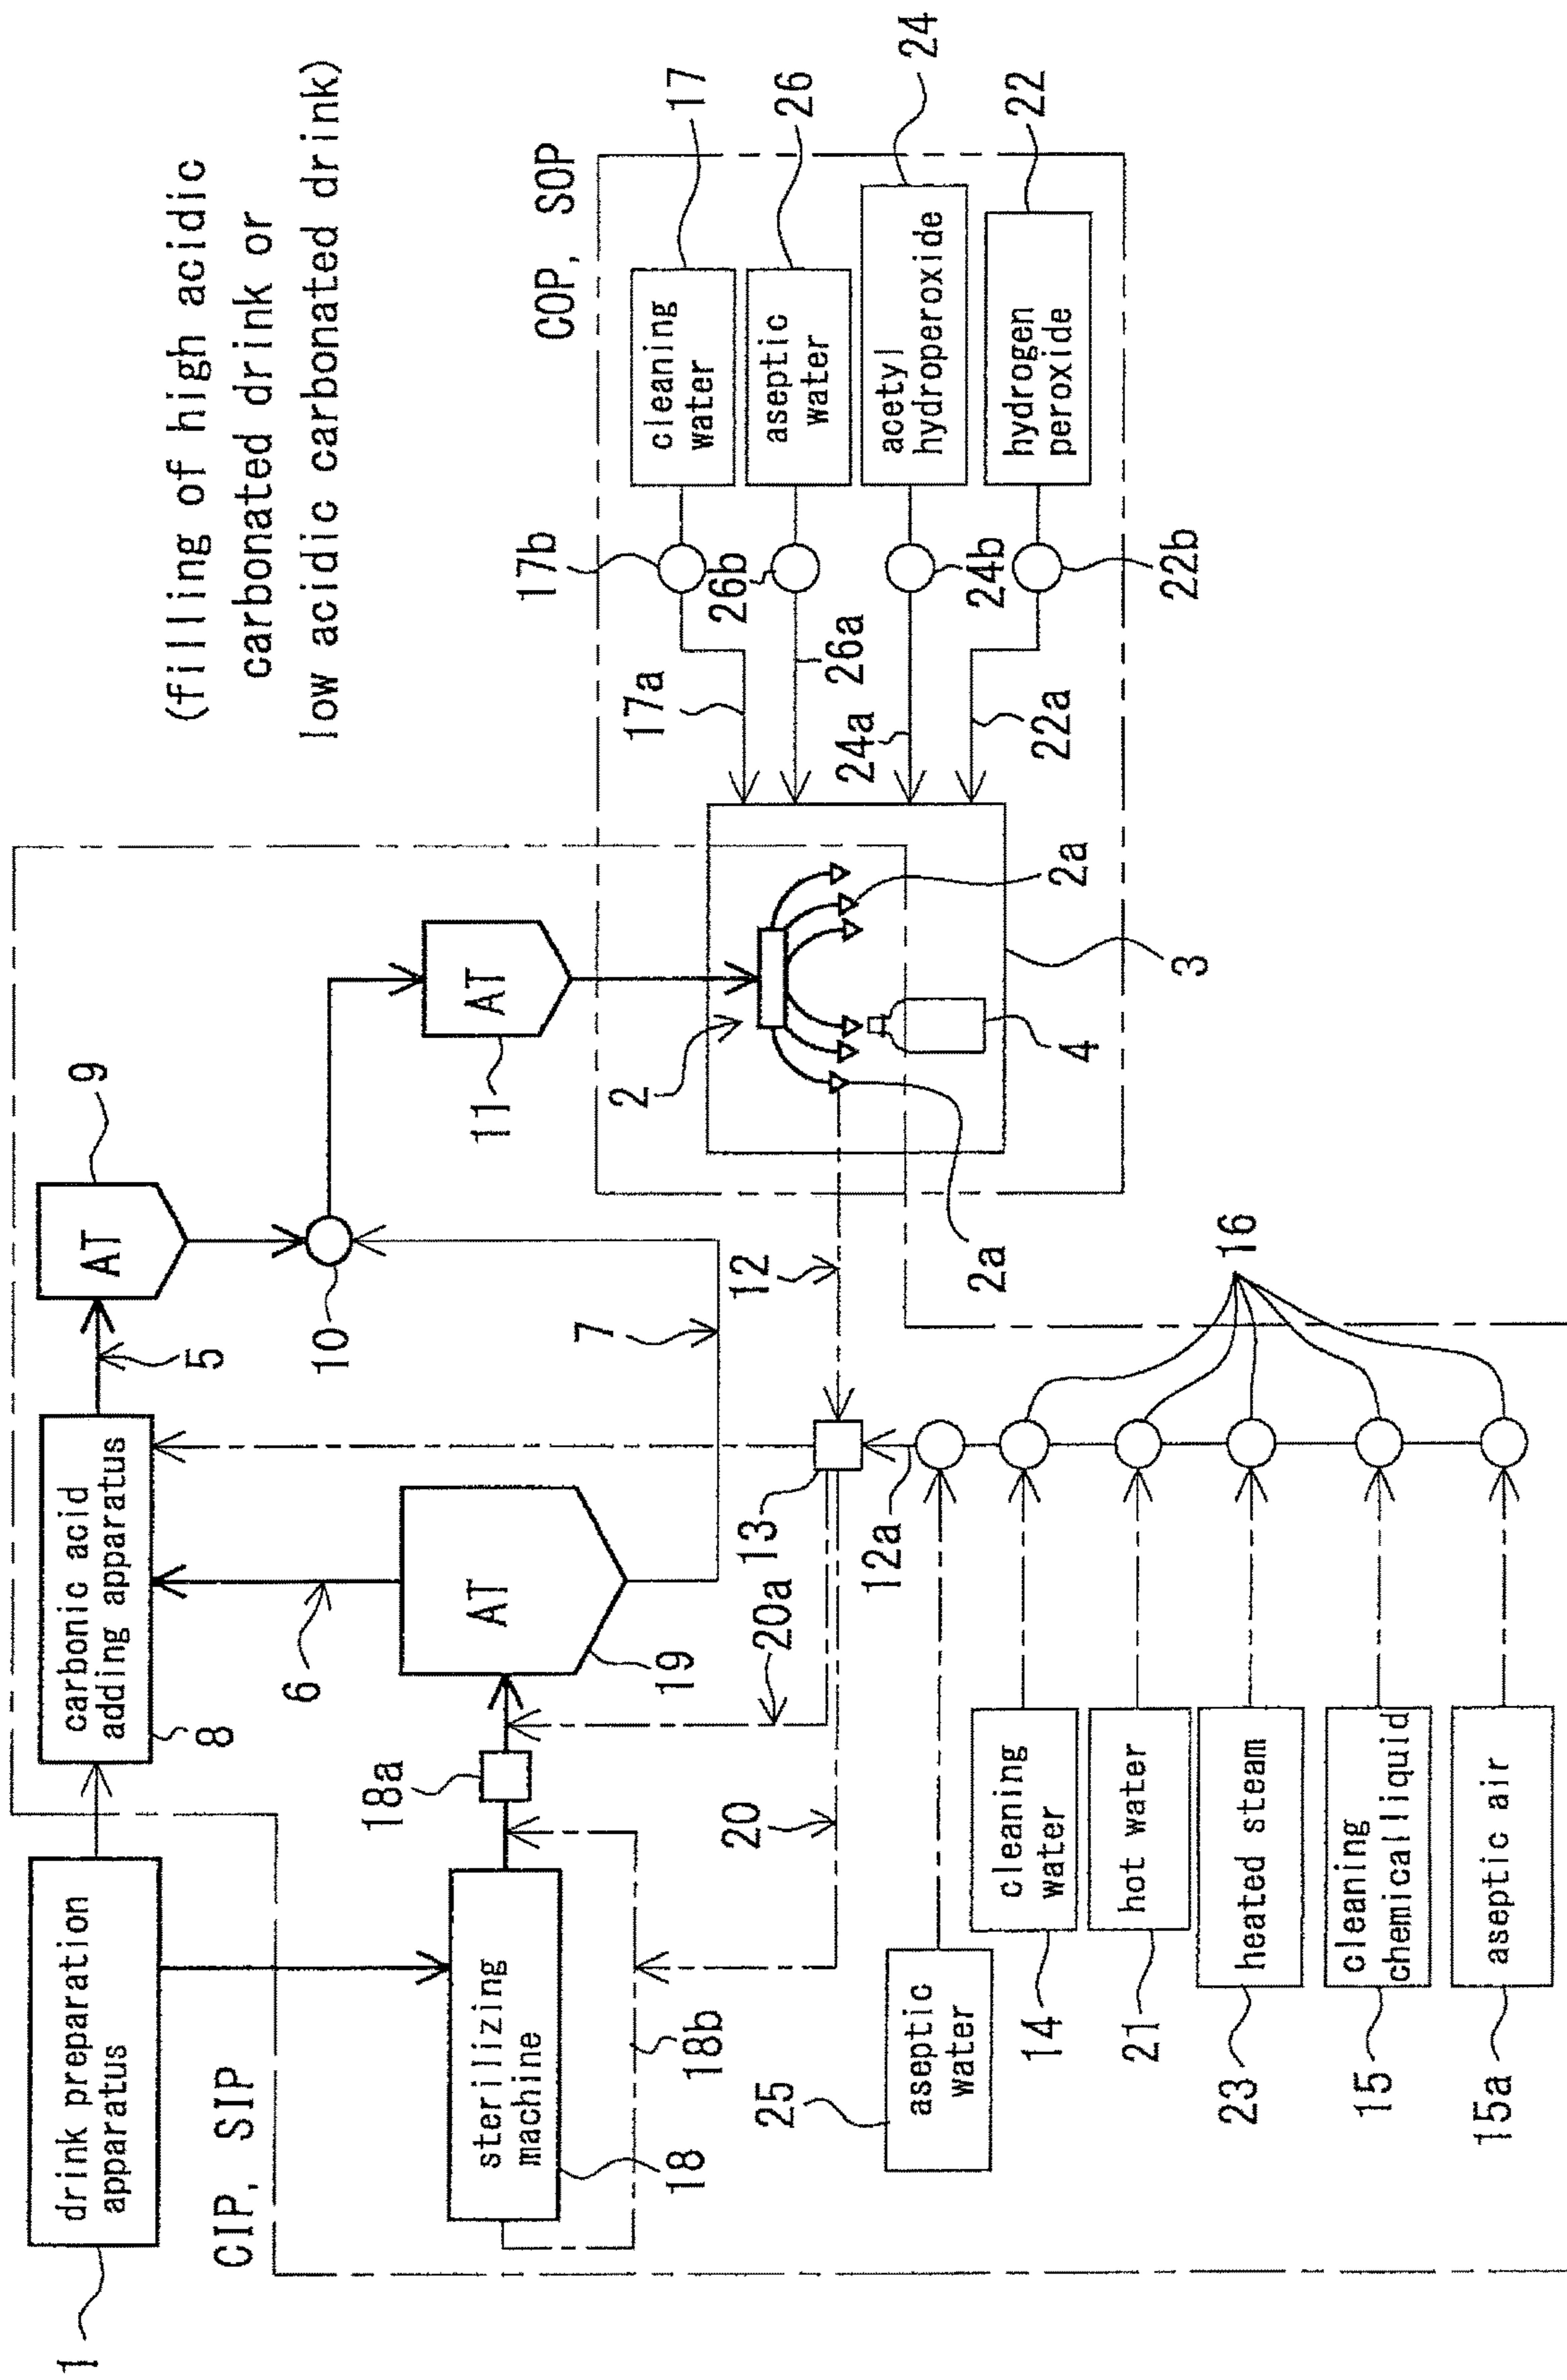 (filling of high acidic
carbonated drink or
low acidic carbonated drink)
1
drink preparation
apparatus
CIP, SIP
8
carbonic acid
adding apparatus
5
AT
9
10
6
7
11
AT
18
sterilizing
machine
18a
18b
AT
19
20
20a
13
12
12a
2
2a
2a
3
4
COP, SOP
17a
17b
cleaning
water
17
26a
26b
aseptic
water
26
24a
24b
acetyl
hydroperoxide
24
22a
22b
hydrogen
peroxide
22
16
25
aseptic
water
14
cleaning
water
21
hot water
23
heated steam
15
cleaning
chemical liquid
15a
aseptic air